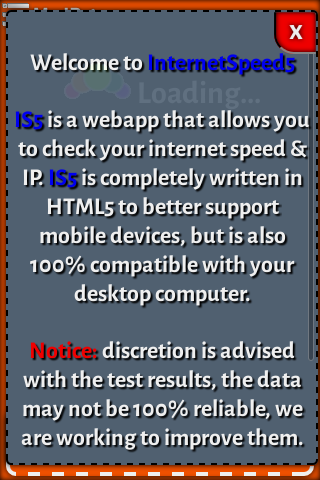 X
Welcome to InternetSpeed5
Loading...
IS5 is a webapp that allows you
to check your internet speed &
IP. IS5 is completely written in
HTML5 to better support
mobile devices, but is also
100% compatible with your
desktop computer.
Notice: discretion is advised
with the test results, the data
may not be 100% reliable, we
are working to improve them.